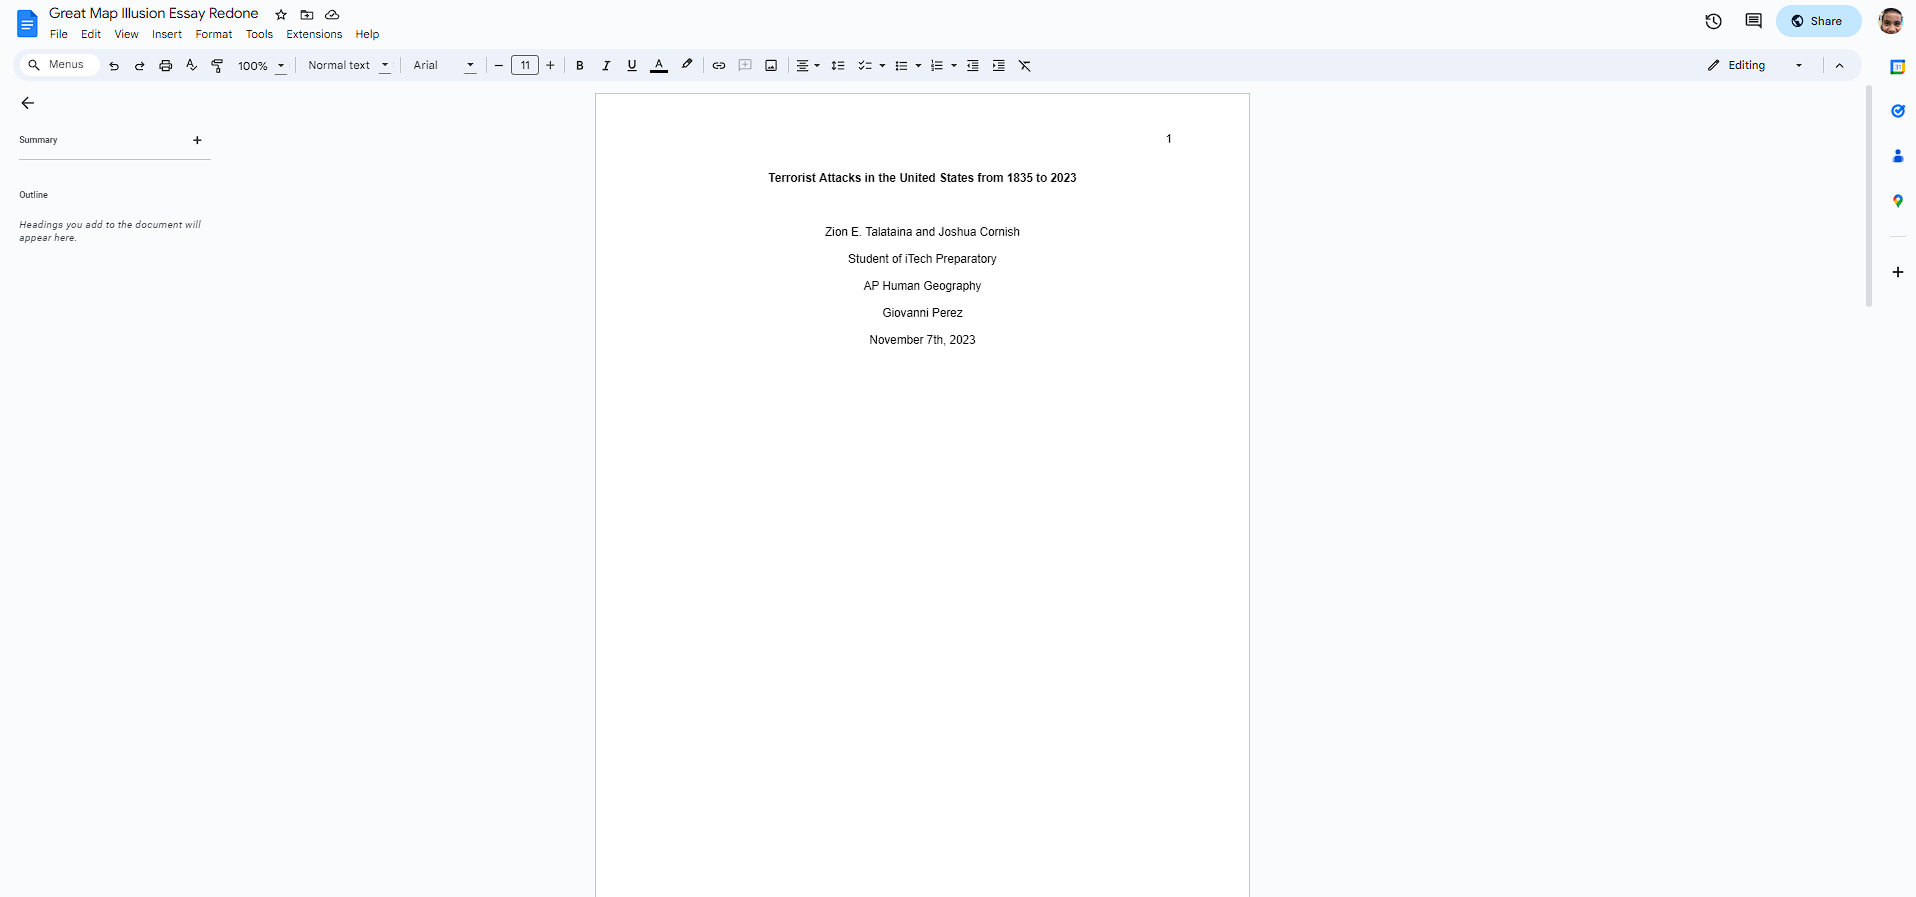 Great Map Illusion Essay Redone
File Edit View Insert Format Tools Extensions Help
Share
Menus 100% Normal text Arial 11 B I U A Editing
31
Summary
Outline
Headings you add to the document will
appear here.
1
Terrorist Attacks in the United States from 1835 to 2023
Zion E. Talataina and Joshua Cornish
Student of iTech Preparatory
AP Human Geography
Giovanni Perez
November 7th, 2023